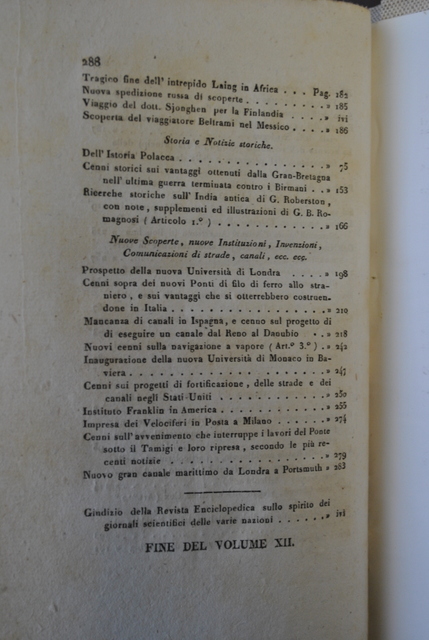 288
Tragico fine dell' intrepido Laing in Africa . . . Pag. 182
Nuova spedizione russa di scoperte . . . . . . . . » 185
Viaggio del dott. Sjonghen per la Finlandia . . . . » ivi
Scoperta del viaggiatore Beltrami nel Messico . . . . » 186
Storia e Notizie storiche.
Dell' Istoria Polacca . . . . . . . . . . . . . . » 75
Cenni storici sui vantaggi ottenuti dalla Gran-Bretagna
nell' ultima guerra terminata contro i Birmani . . » 153
Ricerche storiche sull' India antica di G. Roberston,
con note, supplementi ed illustrazioni di G. B. Ro-
magnosi ( Articolo 1.º ) . . . . . . . . . . . . » 166
Nuove Scoperte, nuove Instituzioni, Invenzioni,
Comunicazioni di strade, canali, ecc. ecc.
Prospetto della nuova Università di Londra . . . . » 198
Cenni sopra dei nuovi Ponti di filo di ferro allo stra-
niero, e sui vantaggi che si otterrebbero costruen-
done in Italia . . . . . . . . . . . . . . . . . » 210
Mancanza di canali in Ispagna, e cenno sul progetto di
di eseguire un canale dal Reno al Danubio . . » 218
Nuovi cenni sulla navigazione a vapore ( Art.º 3.º ) . » 242
Inaugurazione della nuova Università di Monaco in Ba-
viera . . . . . . . . . . . . . . . . . . . . . » 247
Cenni sui progetti di fortificazione, delle strade e dei
canali negli Stati Uniti . . . . . . . . . . . . » 250
Instituto Franklin in America . . . . . . . . . . . » 255
Impresa dei Velociferi in Posta a Milano . . . . . . » 274
Cenni sull' avvenimento che interruppe i lavori del Ponte
sotto il Tamigi e loro ripresa, secondo le più re-
centi notizie . . . . . . . . . . . . . . . . . . » 279
Nuovo gran canale marittimo da Londra a Portsmuth » 283
Giudizio della Revista Enciclopedica sullo spirito dei
giornali scientifici delle varie nazioni . . . . . . » ivi
FINE DEL VOLUME XII.